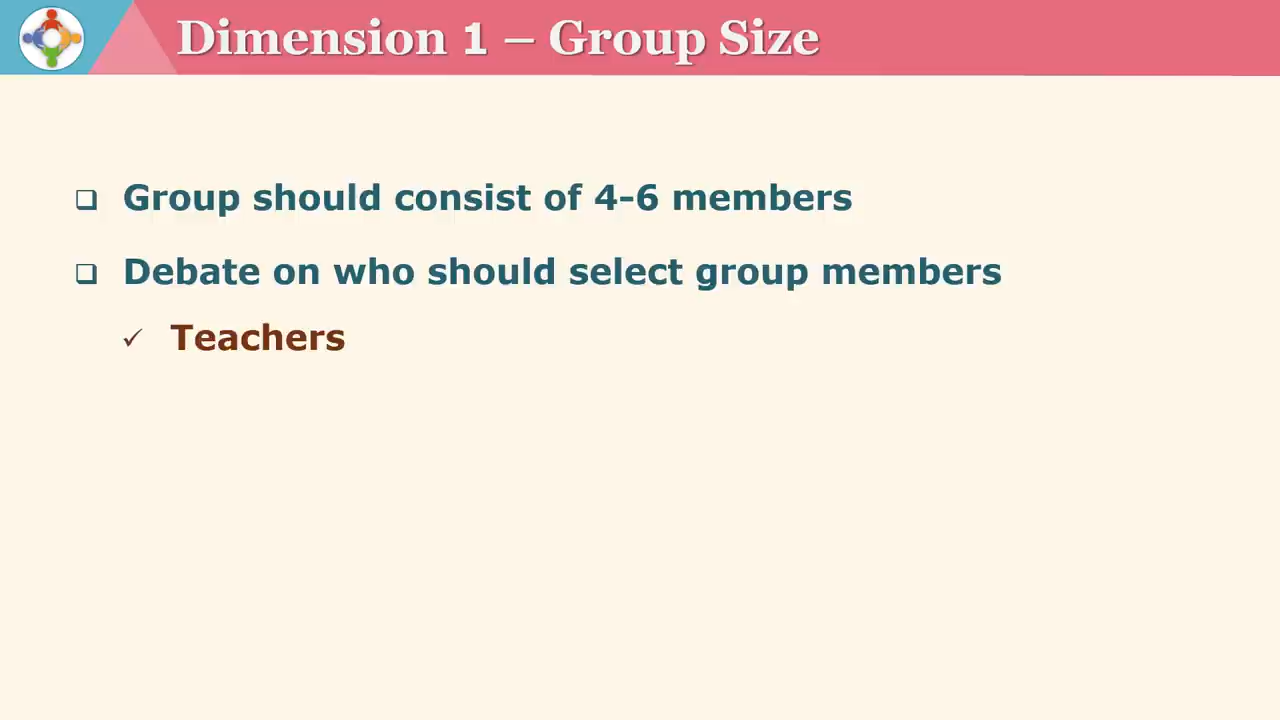 Dimension 1 – Group Size
Group should consist of 4-6 members
Debate on who should select group members
Teachers